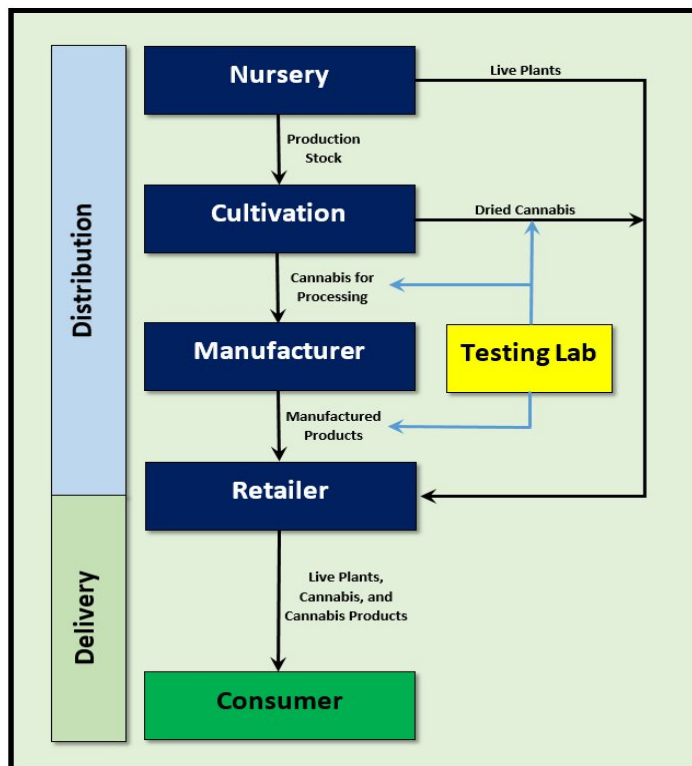 Nursery
Live Plants
Production
Stock
Cultivation
Dried Cannabis
Distribution
Cannabis for
Processing
Manufacturer
Testing Lab
Manufactured
Products
Retailer
Live Plants,
Cannabis, and
Cannabis Products
Delivery
Consumer